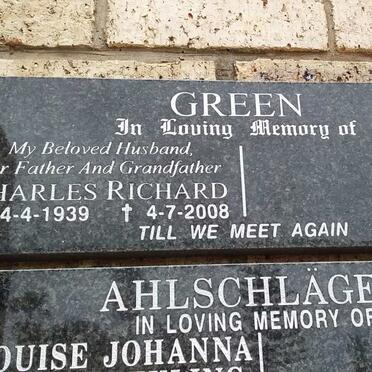 GREEN
In Loving Memory of
My Beloved Husband,
Father And Grandfather
CHARLES RICHARD
4-4-1939 † 4-7-2008
TILL WE MEET AGAIN
AHLSCHLÄGE
IN LOVING MEMORY OF
OUISE JOHANNA